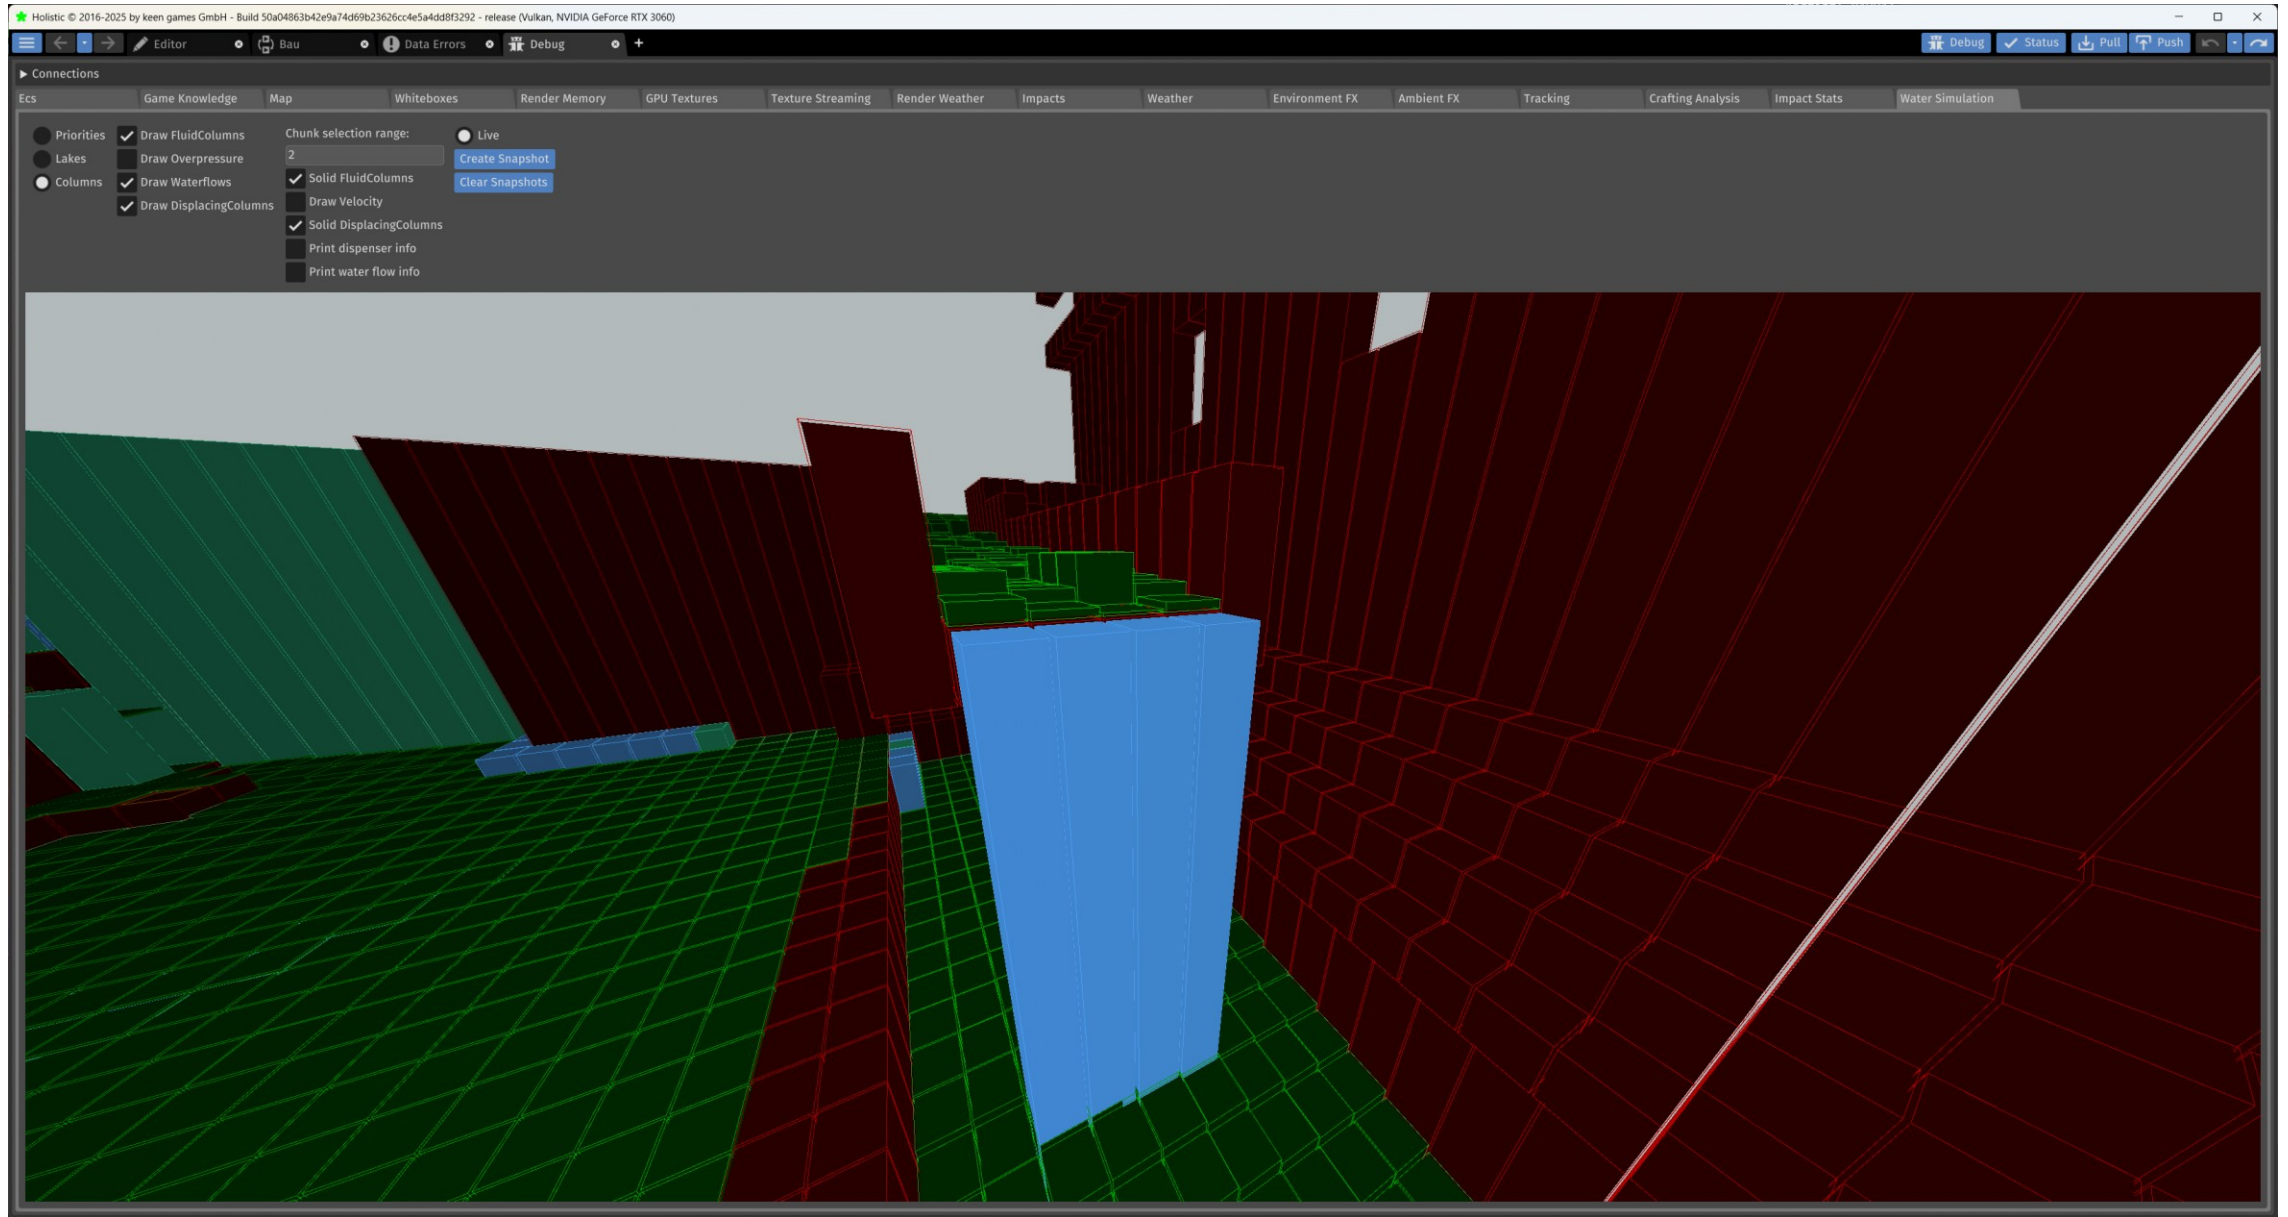 Holistic © 2016-2025 by keen games GmbH - Build 50a04863b42e9a74d69b23626cc4e5a4dd8f3292 - release (Vulkan, NVIDIA GeForce RTX 3060)
Editor Bau Data Errors Debug + Debug Status Pull Push
Connections
Ecs Game Knowledge Map Whiteboxes Render Memory GPU Textures Texture Streaming Render Weather Impacts Weather Environment FX Ambient FX Tracking Crafting Analysis Impact Stats Water Simulation
Priorities
Lakes
Columns
Draw FluidColumns
Draw Overpressure
Draw Waterflows
Draw DisplacingColumns
Chunk selection range:
2
Solid FluidColumns
Draw Velocity
Solid DisplacingColumns
Print dispenser info
Print water flow info
Live
Create Snapshot
Clear Snapshots